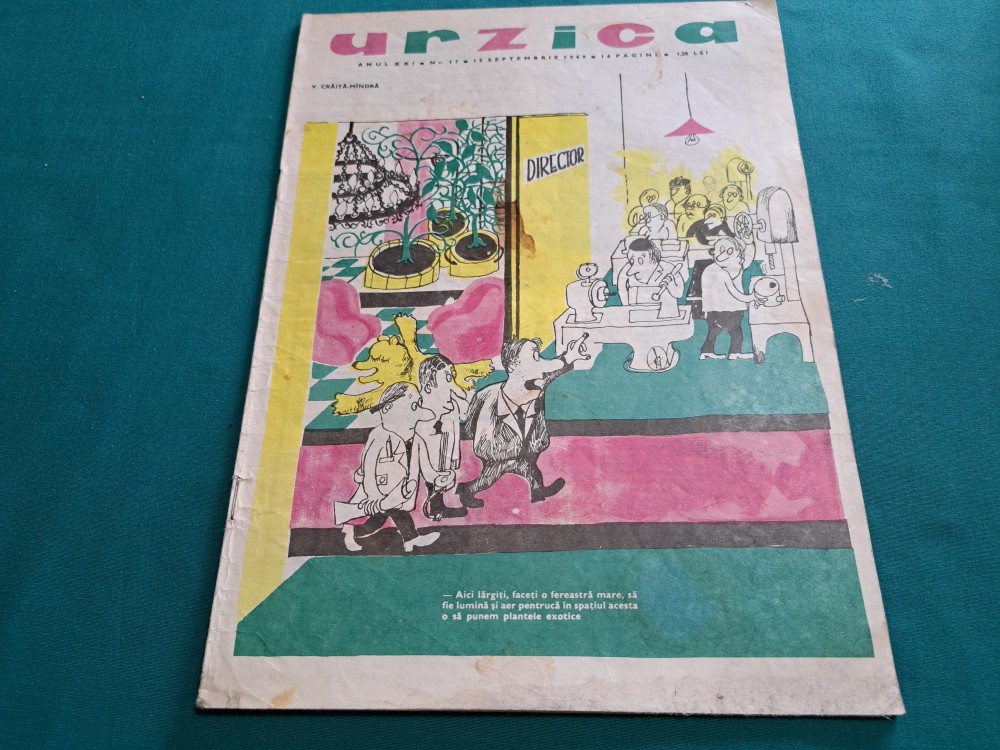 urzica
ANUL XXI ★ Nr. 17 ★ 15 SEPTEMBRIE 1969 ★ 16 PAGINI ★ 1,50 LEI
V. CRĂIȚĂ-MÎNDRĂ
DIRECTOR
— Aici lărgiți, faceți o fereastră mare, să
fie lumină și aer pentrucă în spațiul acesta
o să punem plantele exotice